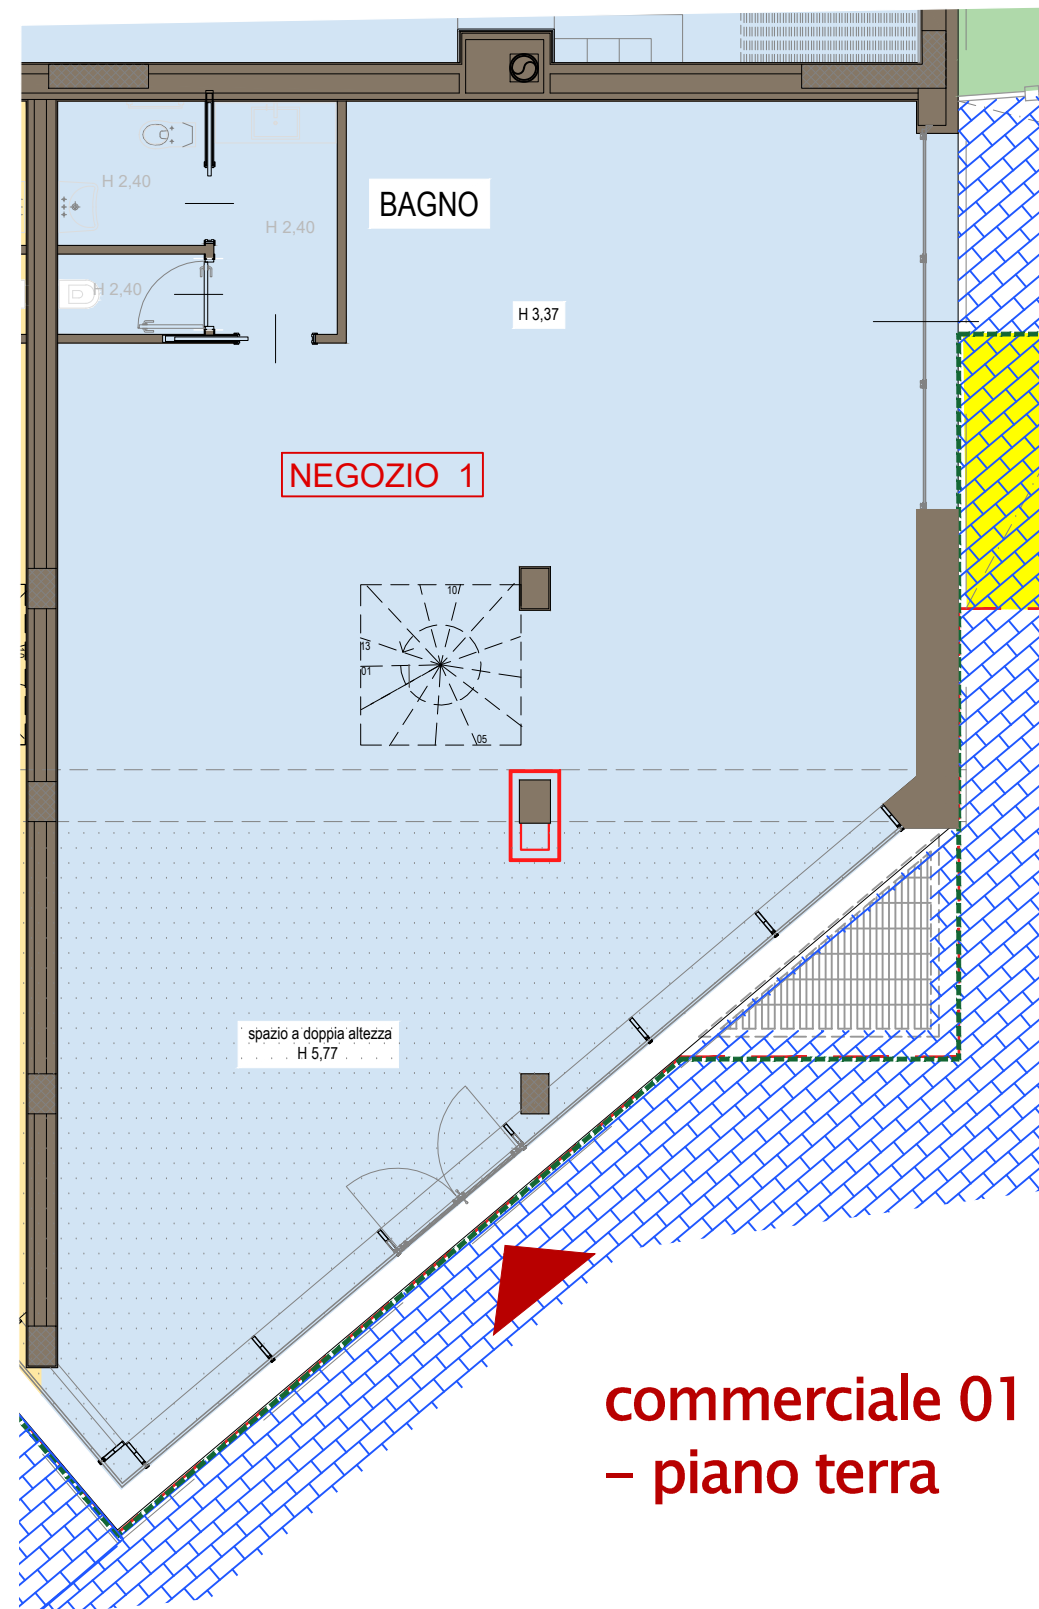 H 2,40
BAGNO
H 2,40
H 2,40
H 3,37
NEGOZIO 1
10
13
01
05
spazio a doppia altezza
H 5,77
commerciale 01
– piano terra